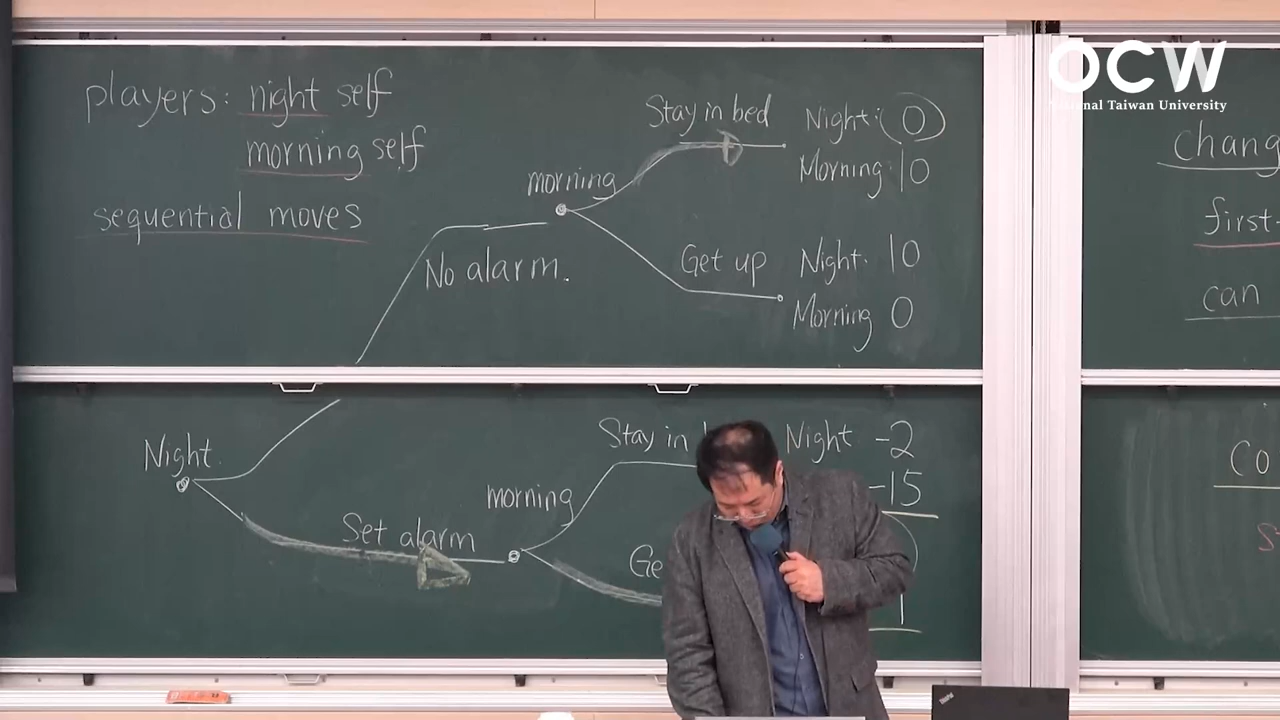 OCW
National Taiwan University
players: night self
morning self
sequential moves
Stay in bed
Night: 0
Morning 10
morning
No alarm.
Get up
Night 10
Morning 0
Night
Set alarm
morning
Stay in
Night -2
-15
Ge
1
chang
first-
can
Co